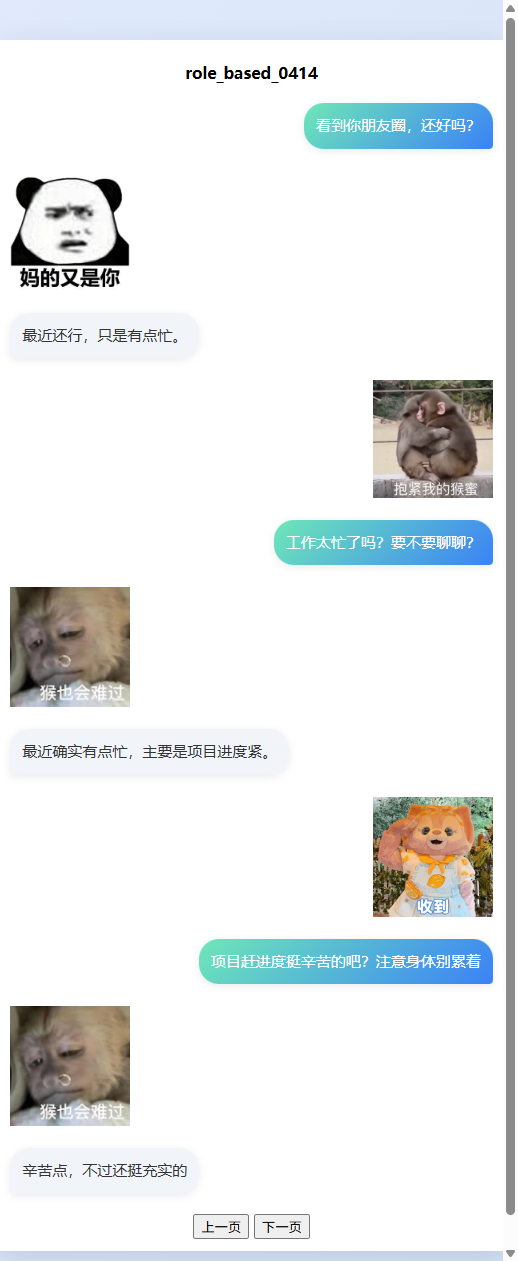 role_based_0414
看到你朋友圈，还好吗？
妈的又是你
最近还行，只是有点忙。
抱紧我的猴蜜
工作太忙了吗？要不要聊聊？
猴也会难过
最近确实有点忙，主要是项目进度紧。
收到
项目赶进度挺辛苦的吧？注意身体别累着
猴也会难过
辛苦点，不过还挺充实的
上一页 下一页